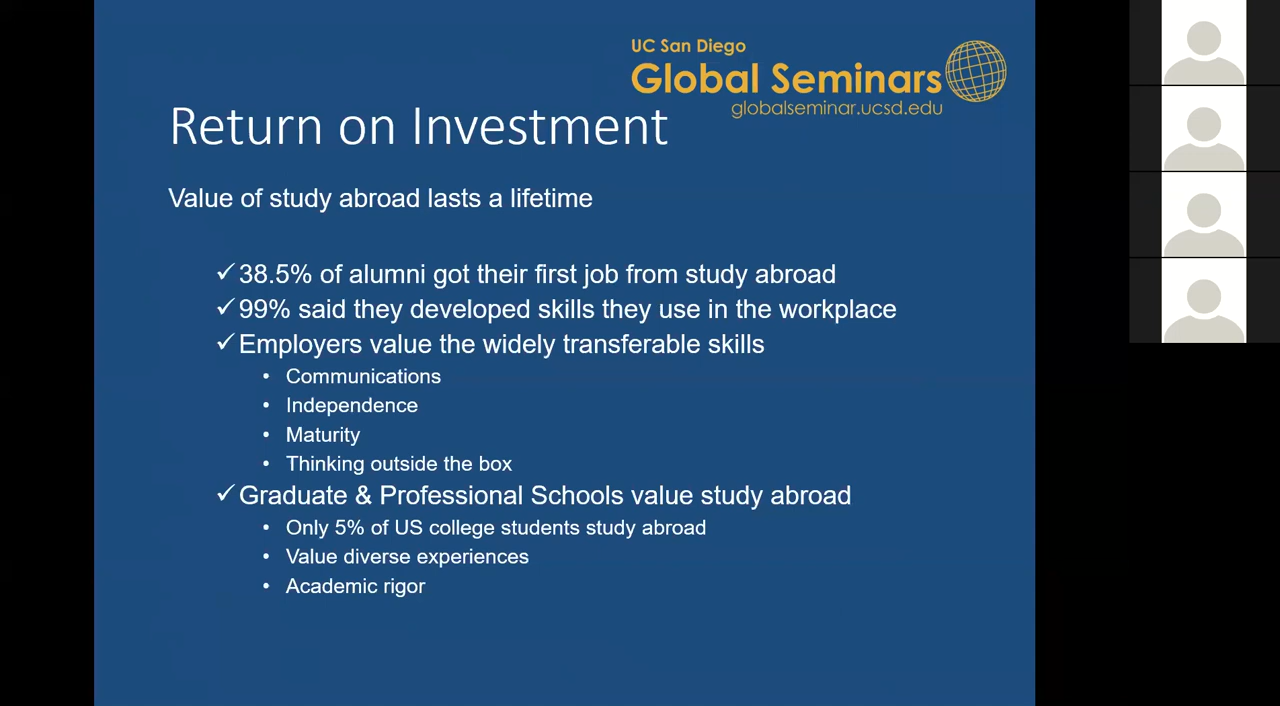 UC San Diego
Global Seminars
globalseminar.ucsd.edu
Return on Investment
Value of study abroad lasts a lifetime
✓38.5% of alumni got their first job from study abroad
✓99% said they developed skills they use in the workplace
✓Employers value the widely transferable skills
• Communications
• Independence
• Maturity
• Thinking outside the box
✓Graduate & Professional Schools value study abroad
• Only 5% of US college students study abroad
• Value diverse experiences
• Academic rigor